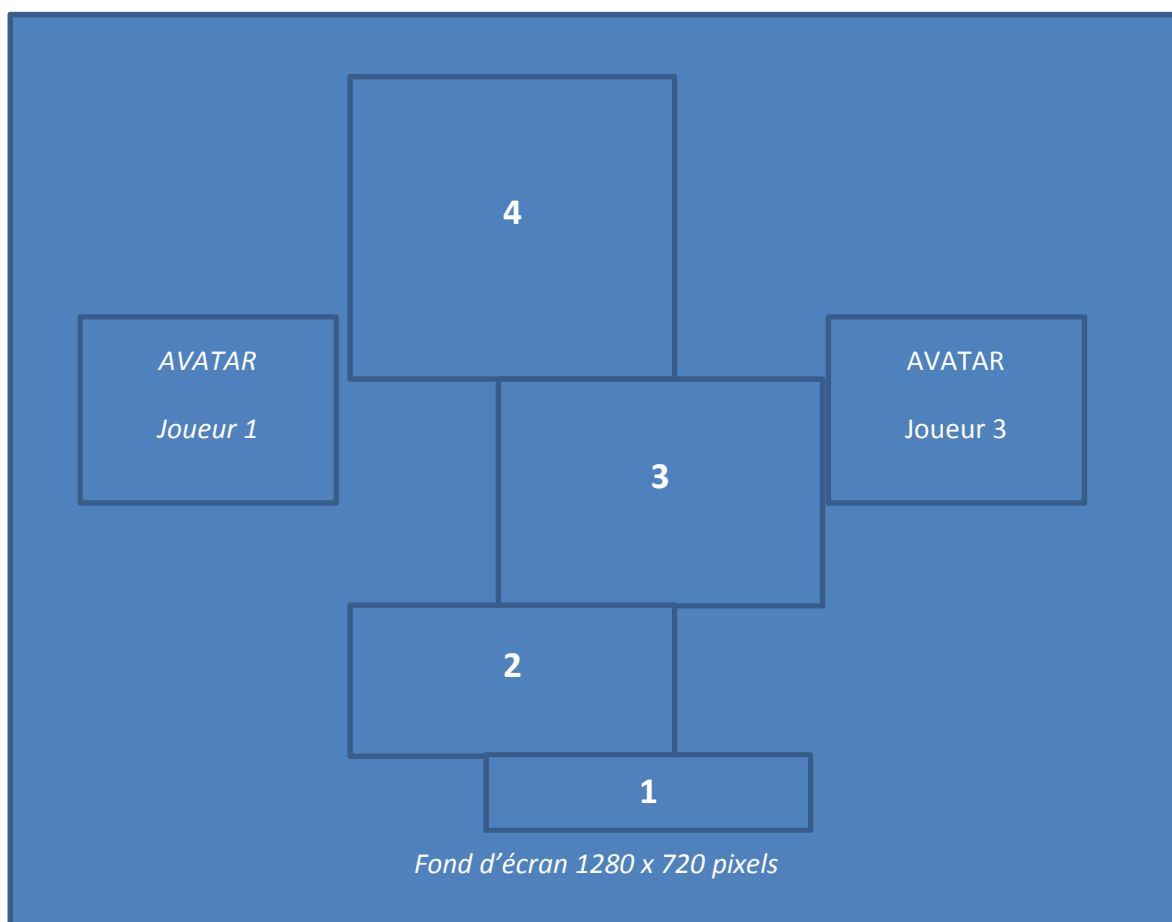 4
AVATAR
Joueur 1
AVATAR
Joueur 3
3
2
1
Fond d’écran 1280 x 720 pixels